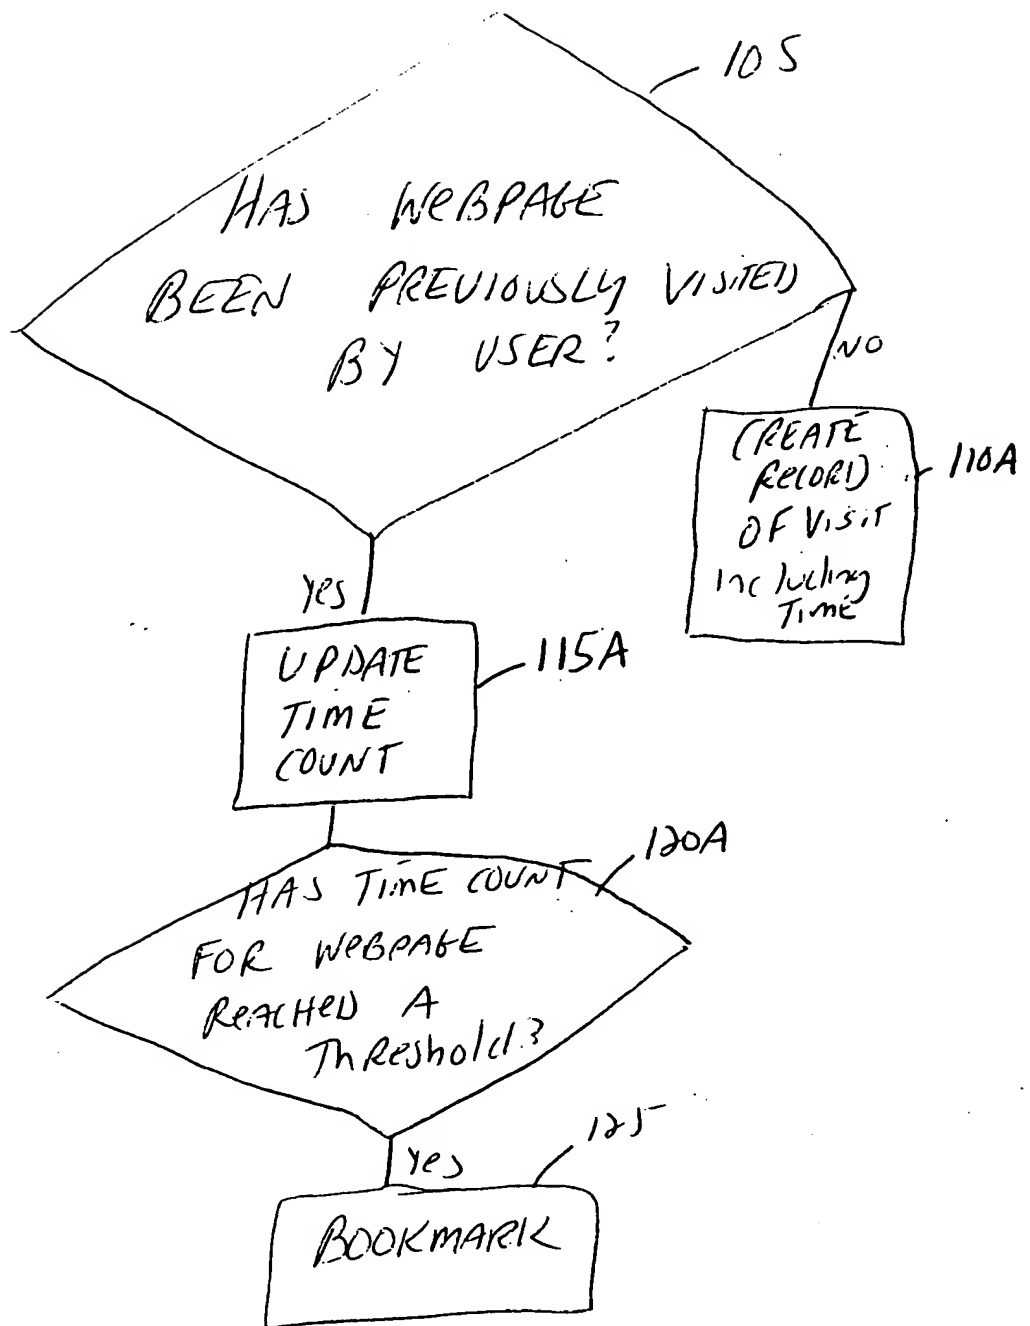 105
HAS WEBPAGE
BEEN PREVIOUSLY VISITED
BY USER?
NO
CREATE
RECORD
OF VISIT
Including
TIME
110A
Yes
UPDATE
TIME
COUNT
115A
120A
HAS TIME COUNT
FOR WEBPAGE
REACHED A
Threshold?
Yes
125
BOOKMARK